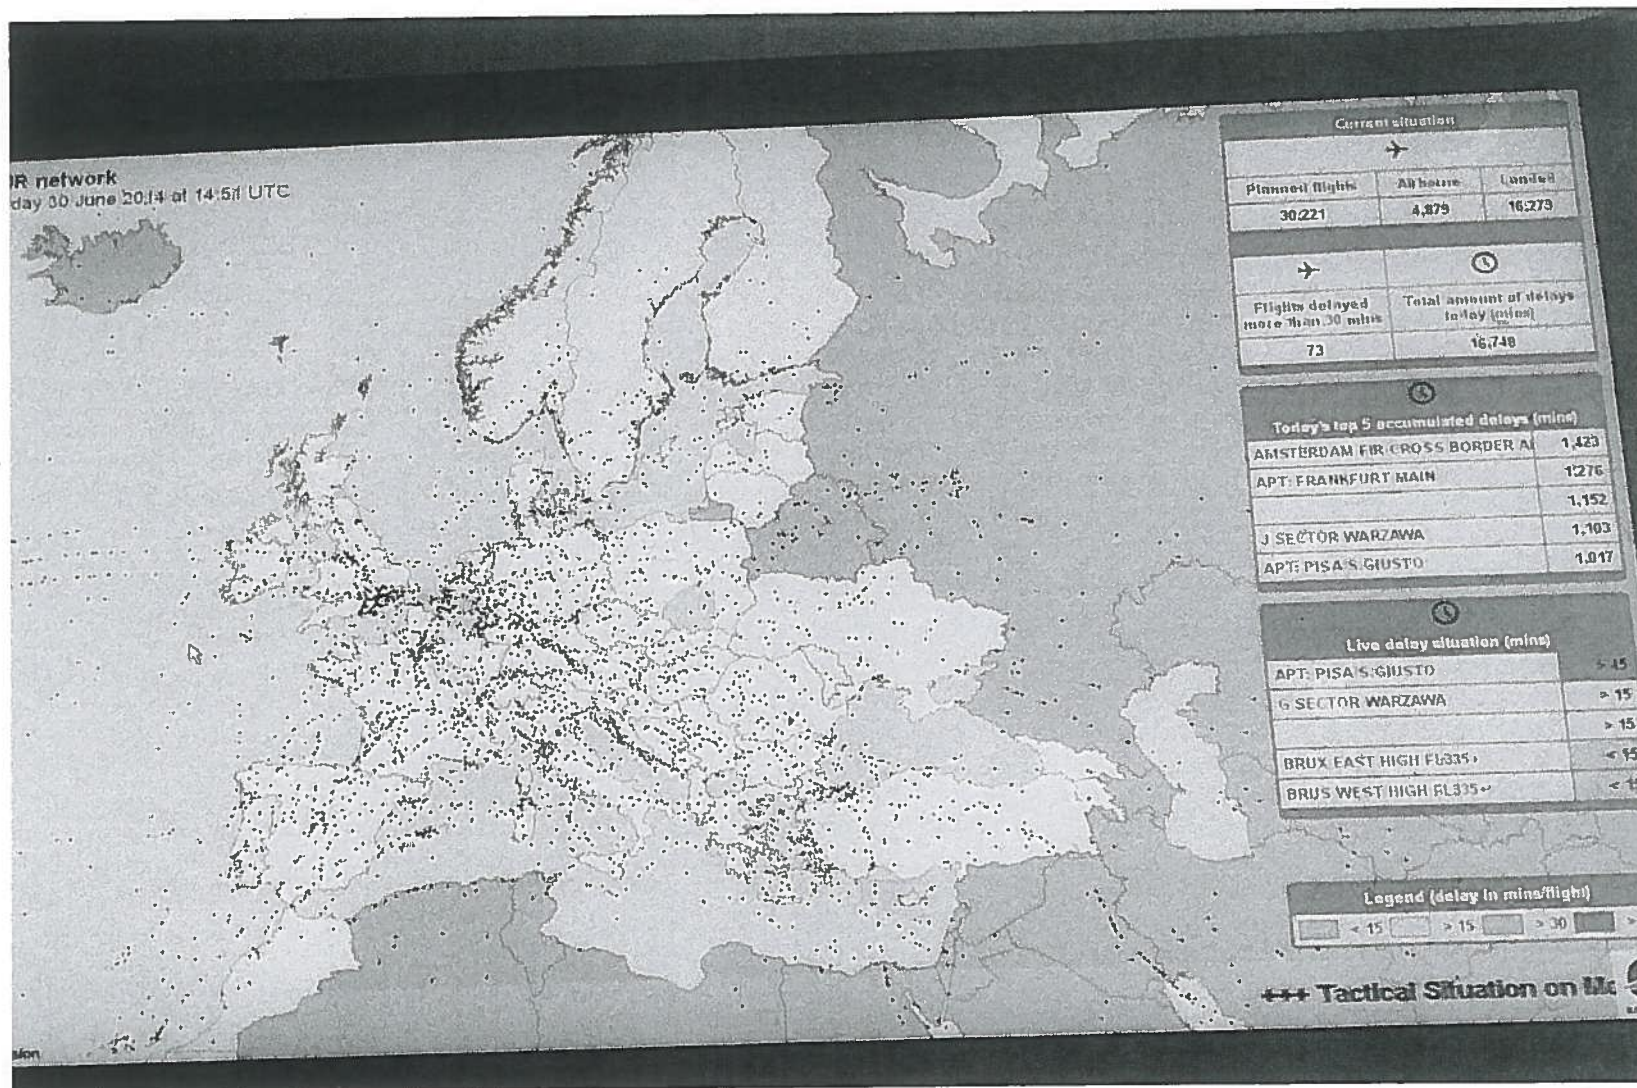 R network
day 30 June 2014 at 14:51 UTC
Current situation
Planned flights
Airborne
Landed
30,221
4,879
16,273
Flights delayed
more than 30 mins
Total amount of delays
today (mins)
73
16,748
Today's top 5 accumulated delays (mins)
AMSTERDAM FIR CROSS BORDER A
1,423
APT: FRANKFURT MAIN
1,276
1,152
J SECTOR WARZAWA
1,103
APT: PISA S.GIUSTO
1,017
Live delay situation (mins)
APT: PISA S.GIUSTO
> 45
G SECTOR WARZAWA
> 15
> 15
BRUX EAST HIGH FL335
< 15
BRUS WEST HIGH FL335
< 1
Legend (delay in mins/flight)
< 15
> 15
> 30
>
+++ Tactical Situation on Mo
sion